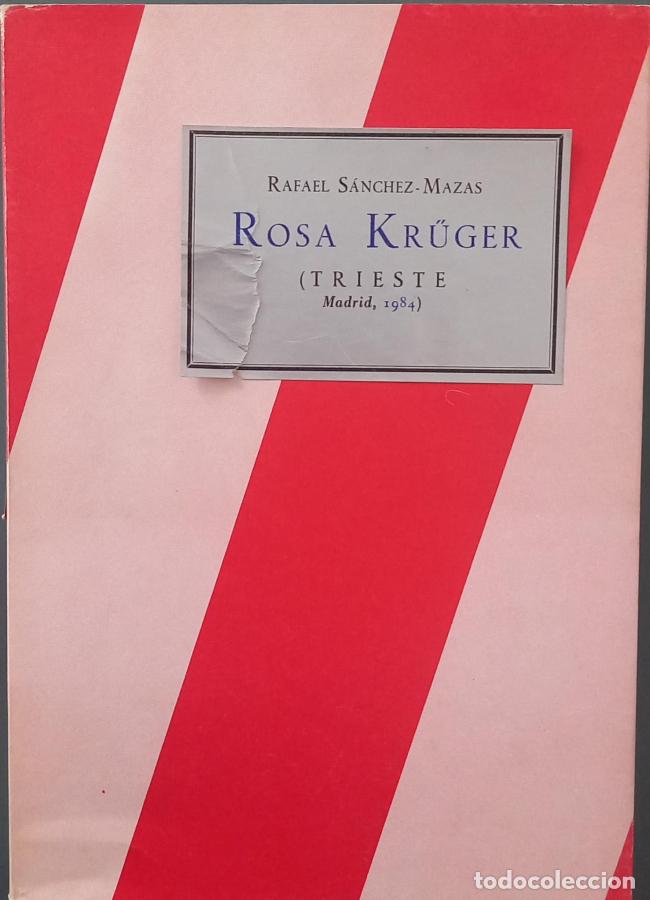 RAFAEL SÁNCHEZ-MAZAS
ROSA KRŰGER
(TRIESTE
Madrid, 1984)
todocoleccion